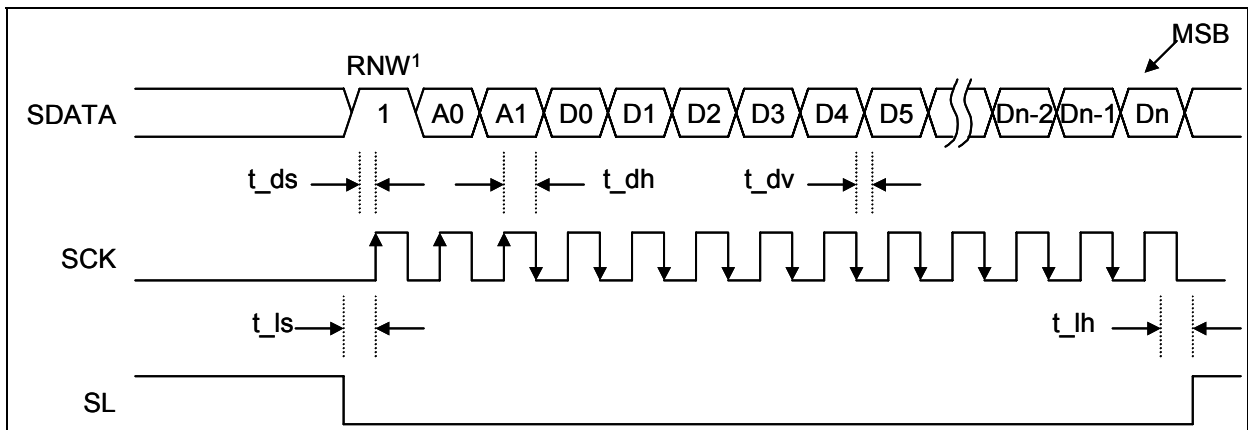 MSB
RNW¹
SDATA 1 A0 A1 D0 D1 D2 D3 D4 D5 Dn-2 Dn-1 Dn
t_ds t_dh t_dv
SCK
t_ls t_lh
SL